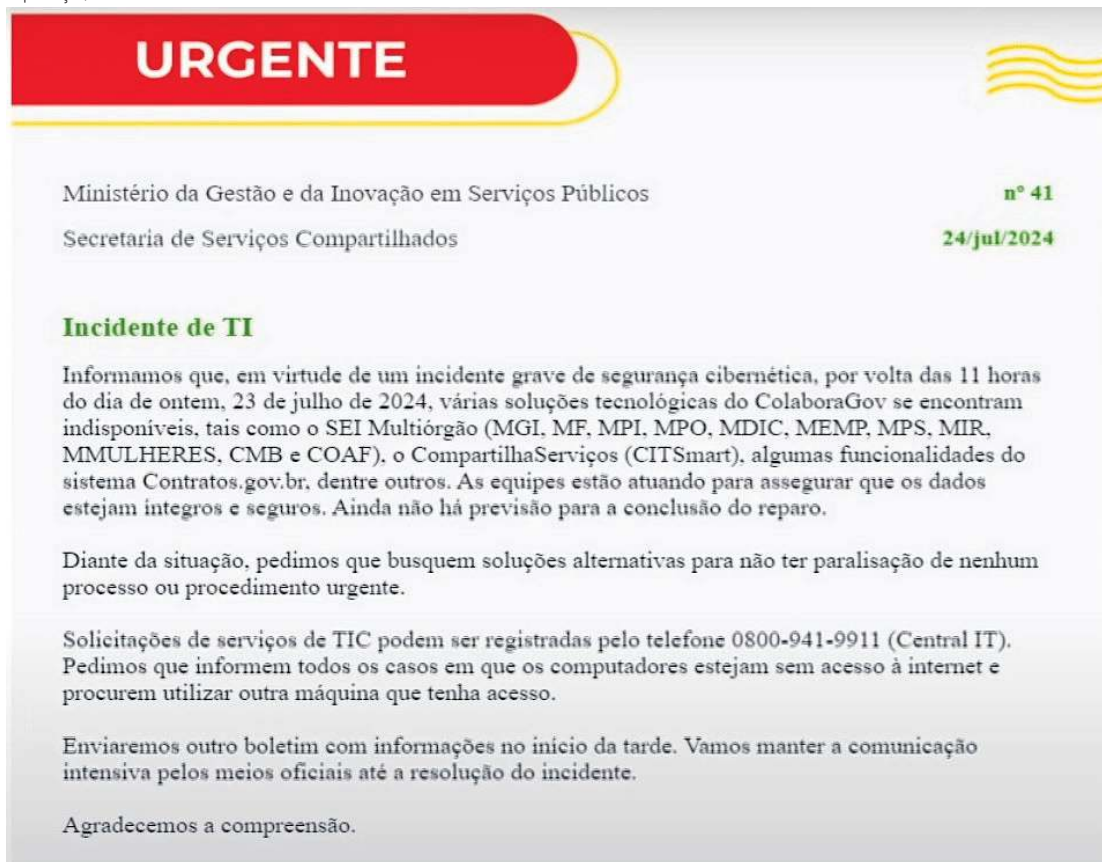 URGENTE
Ministério da Gestão e da Inovação em Serviços Públicos
nº 41
Secretaria de Serviços Compartilhados
24/jul/2024
Incidente de TI
Informamos que, em virtude de um incidente grave de segurança cibernética, por volta das 11 horas
do dia de ontem, 23 de julho de 2024, várias soluções tecnológicas do ColaboraGov se encontram
indisponíveis, tais como o SEI Multiórgão (MGI, MF, MPI, MPO, MDIC, MEMP, MPS, MIR,
MMULHERES, CMB e COAF), o CompartilhaServiços (CITSmart), algumas funcionalidades do
sistema Contratos.gov.br, dentre outros. As equipes estão atuando para assegurar que os dados
estejam íntegros e seguros. Ainda não há previsão para a conclusão do reparo.
Diante da situação, pedimos que busquem soluções alternativas para não ter paralisação de nenhum
processo ou procedimento urgente.
Solicitações de serviços de TIC podem ser registradas pelo telefone 0800-941-9911 (Central IT).
Pedimos que informem todos os casos em que os computadores estejam sem acesso à internet e
procurem utilizar outra máquina que tenha acesso.
Enviaremos outro boletim com informações no início da tarde. Vamos manter a comunicação
intensiva pelos meios oficiais até a resolução do incidente.
Agradecemos a compreensão.